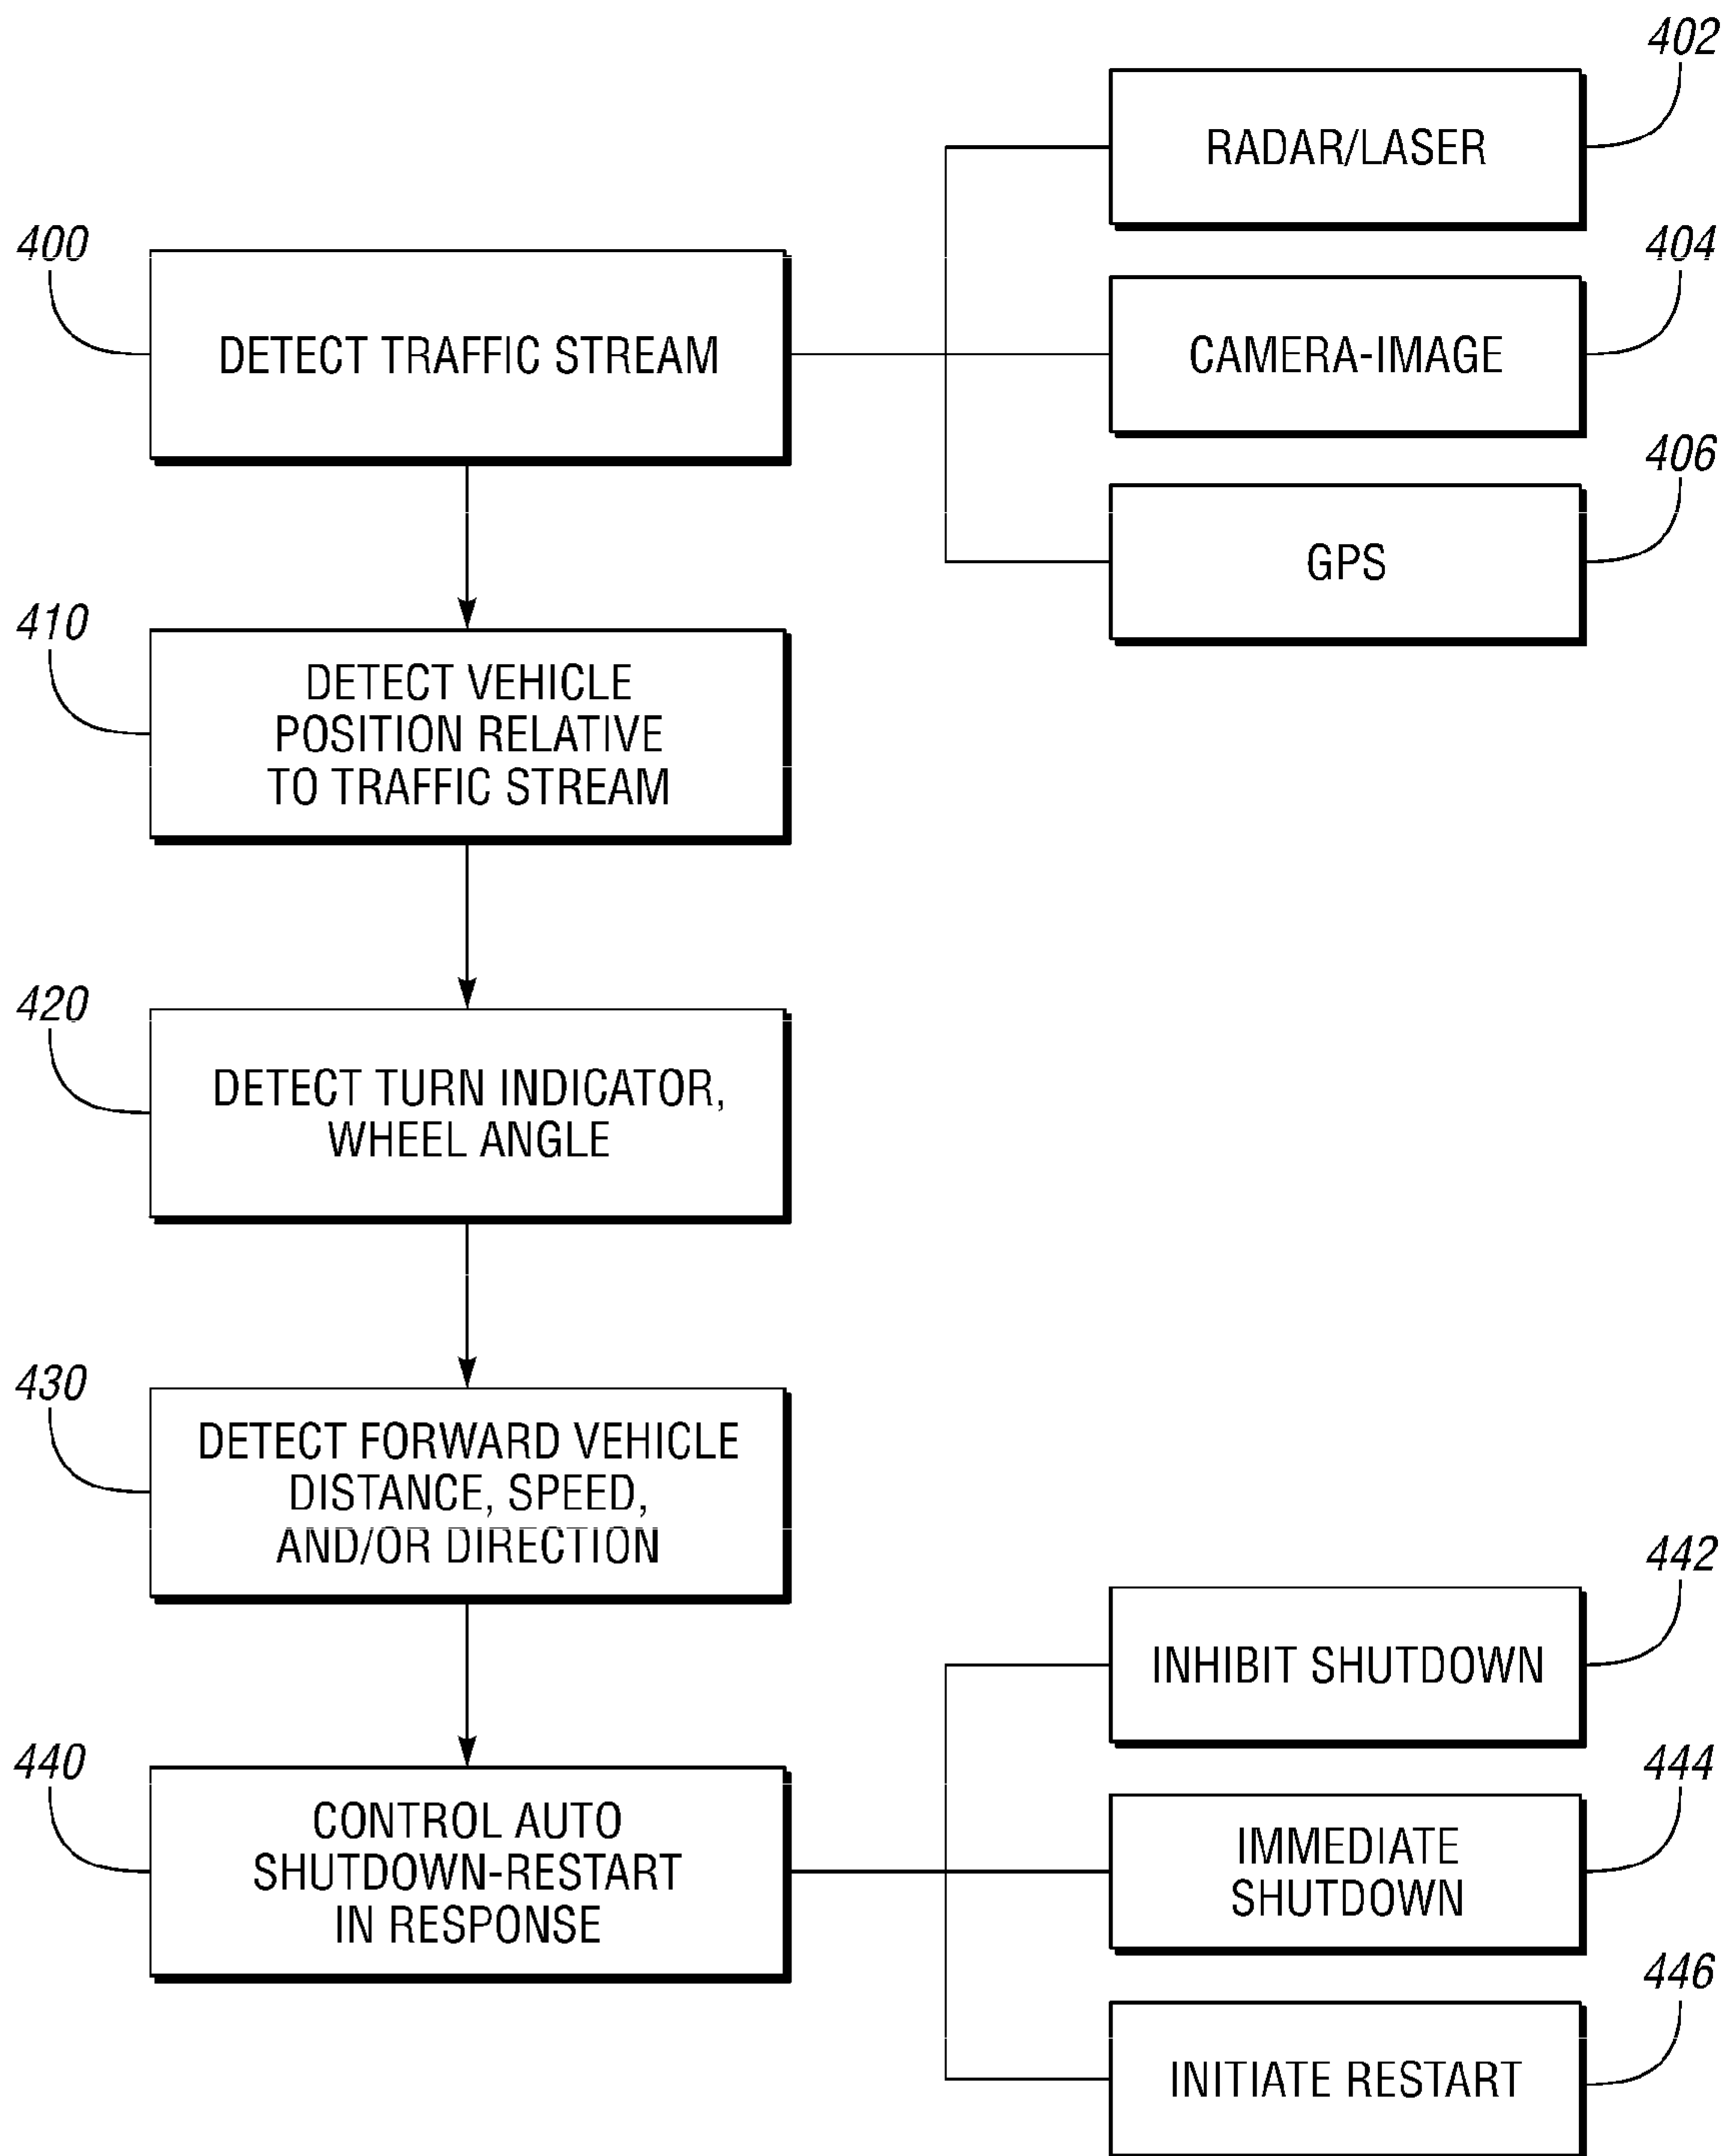 402
RADAR/LASER
400
DETECT TRAFFIC STREAM
404
CAMERA-IMAGE
406
GPS
410
DETECT VEHICLE
POSITION RELATIVE
TO TRAFFIC STREAM
420
DETECT TURN INDICATOR,
WHEEL ANGLE
430
DETECT FORWARD VEHICLE
DISTANCE, SPEED,
AND/OR DIRECTION
440
CONTROL AUTO
SHUTDOWN-RESTART
IN RESPONSE
442
INHIBIT SHUTDOWN
444
IMMEDIATE
SHUTDOWN
446
INITIATE RESTART